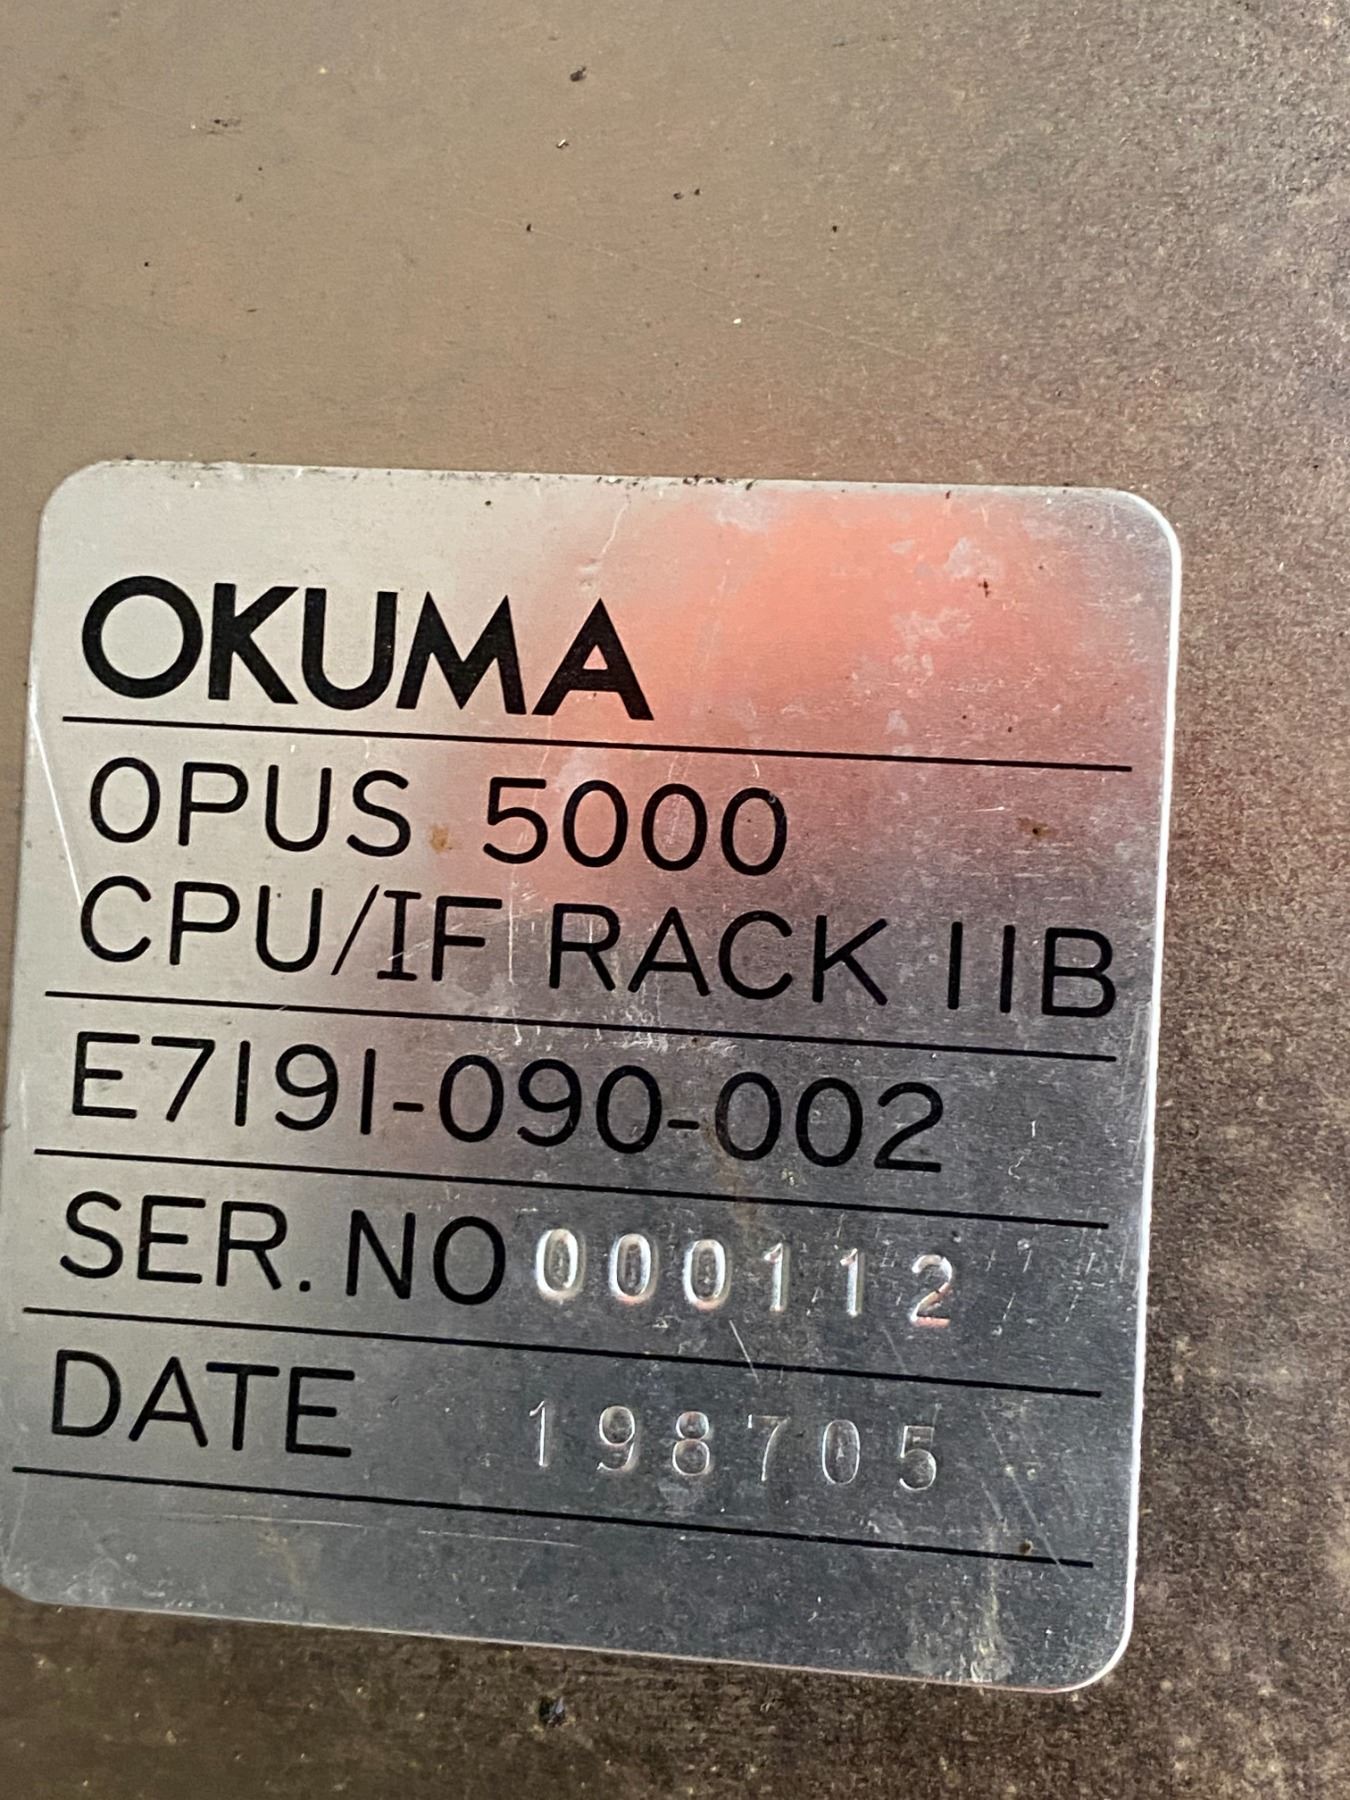 OKUMA
OPUS 5000
CPU/IF RACK IIB
E7191-090-002
SER. NO 000112
DATE 198705